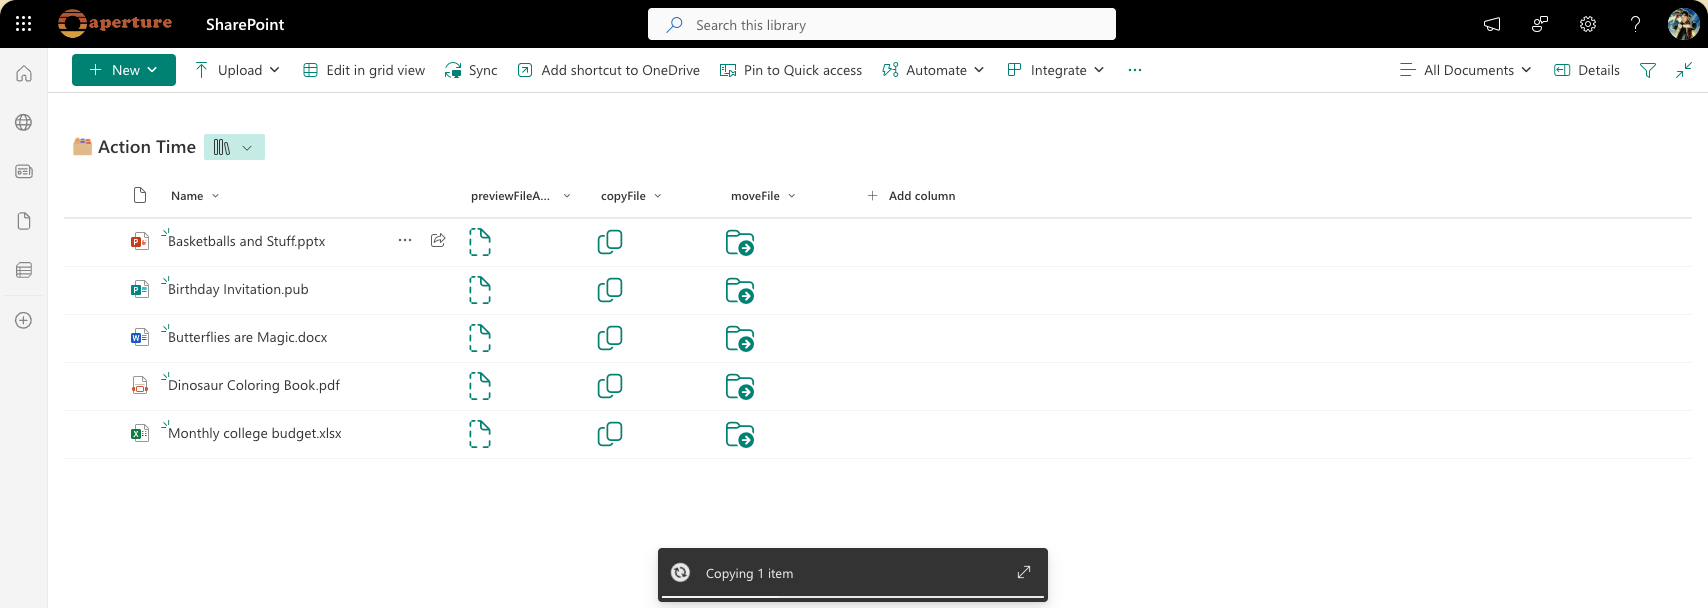 aperture
SharePoint
Search this library
New
Upload
Edit in grid view
Sync
Add shortcut to OneDrive
Pin to Quick access
Automate
Integrate
All Documents
Details
Action Time
Name
previewFileA...
copyFile
moveFile
Add column
Basketballs and Stuff.pptx
Birthday Invitation.pub
Butterflies are Magic.docx
Dinosaur Coloring Book.pdf
Monthly college budget.xlsx
Copying 1 item